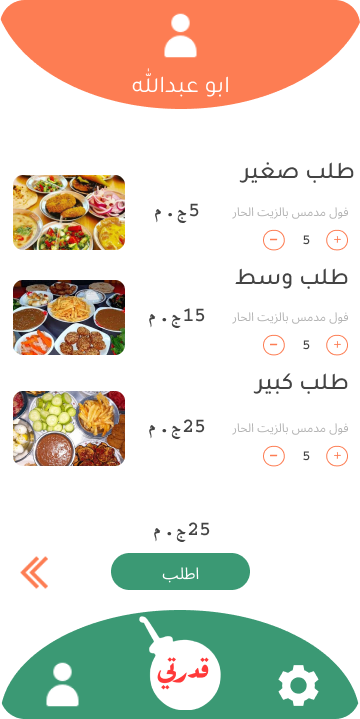 ابو عبدالله
طلب صغير
5ج.م
فول مدمس بالزيت الحار
- 5 +
طلب وسط
15ج.م
فول مدمس بالزيت الحار
- 5 +
طلب كبير
25ج.م
فول مدمس بالزيت الحار
- 5 +
25ج.م
اطلب
قدرتي